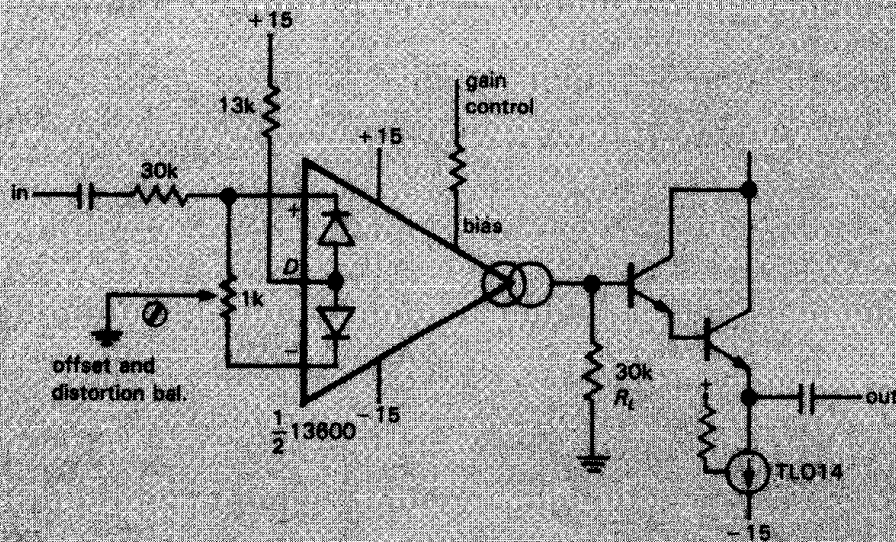 +15
13k
gain
control
+15
30k
in
+
bias
D
1k
offset and
distortion bal.
-
30k
R_L
+
out
1/2 13600
-15
TL014
-15